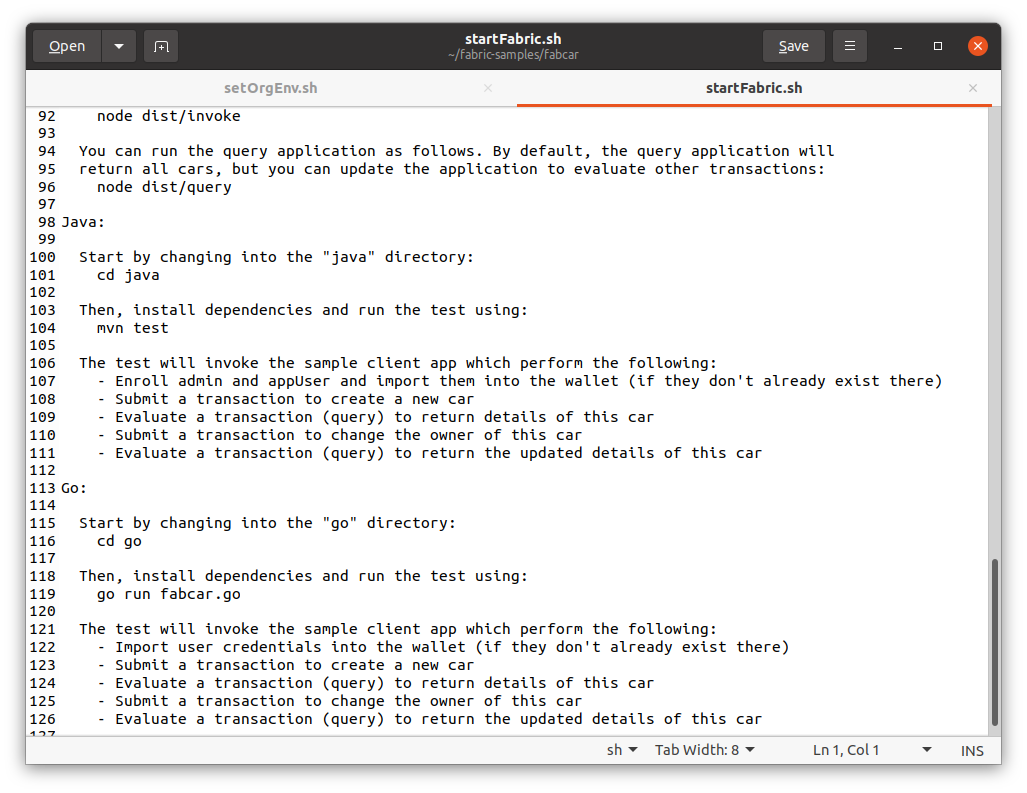 Open
startFabric.sh
~/fabric-samples/fabcar
Save
setOrgEnv.sh
startFabric.sh
92 node dist/invoke
93
94 You can run the query application as follows. By default, the query application will
95 return all cars, but you can update the application to evaluate other transactions:
96 node dist/query
97
98 Java:
99
100 Start by changing into the "java" directory:
101 cd java
102
103 Then, install dependencies and run the test using:
104 mvn test
105
106 The test will invoke the sample client app which perform the following:
107 - Enroll admin and appUser and import them into the wallet (if they don't already exist there)
108 - Submit a transaction to create a new car
109 - Evaluate a transaction (query) to return details of this car
110 - Submit a transaction to change the owner of this car
111 - Evaluate a transaction (query) to return the updated details of this car
112
113 Go:
114
115 Start by changing into the "go" directory:
116 cd go
117
118 Then, install dependencies and run the test using:
119 go run fabcar.go
120
121 The test will invoke the sample client app which perform the following:
122 - Import user credentials into the wallet (if they don't already exist there)
123 - Submit a transaction to create a new car
124 - Evaluate a transaction (query) to return details of this car
125 - Submit a transaction to change the owner of this car
126 - Evaluate a transaction (query) to return the updated details of this car
127
sh Tab Width: 8 Ln 1, Col 1 INS